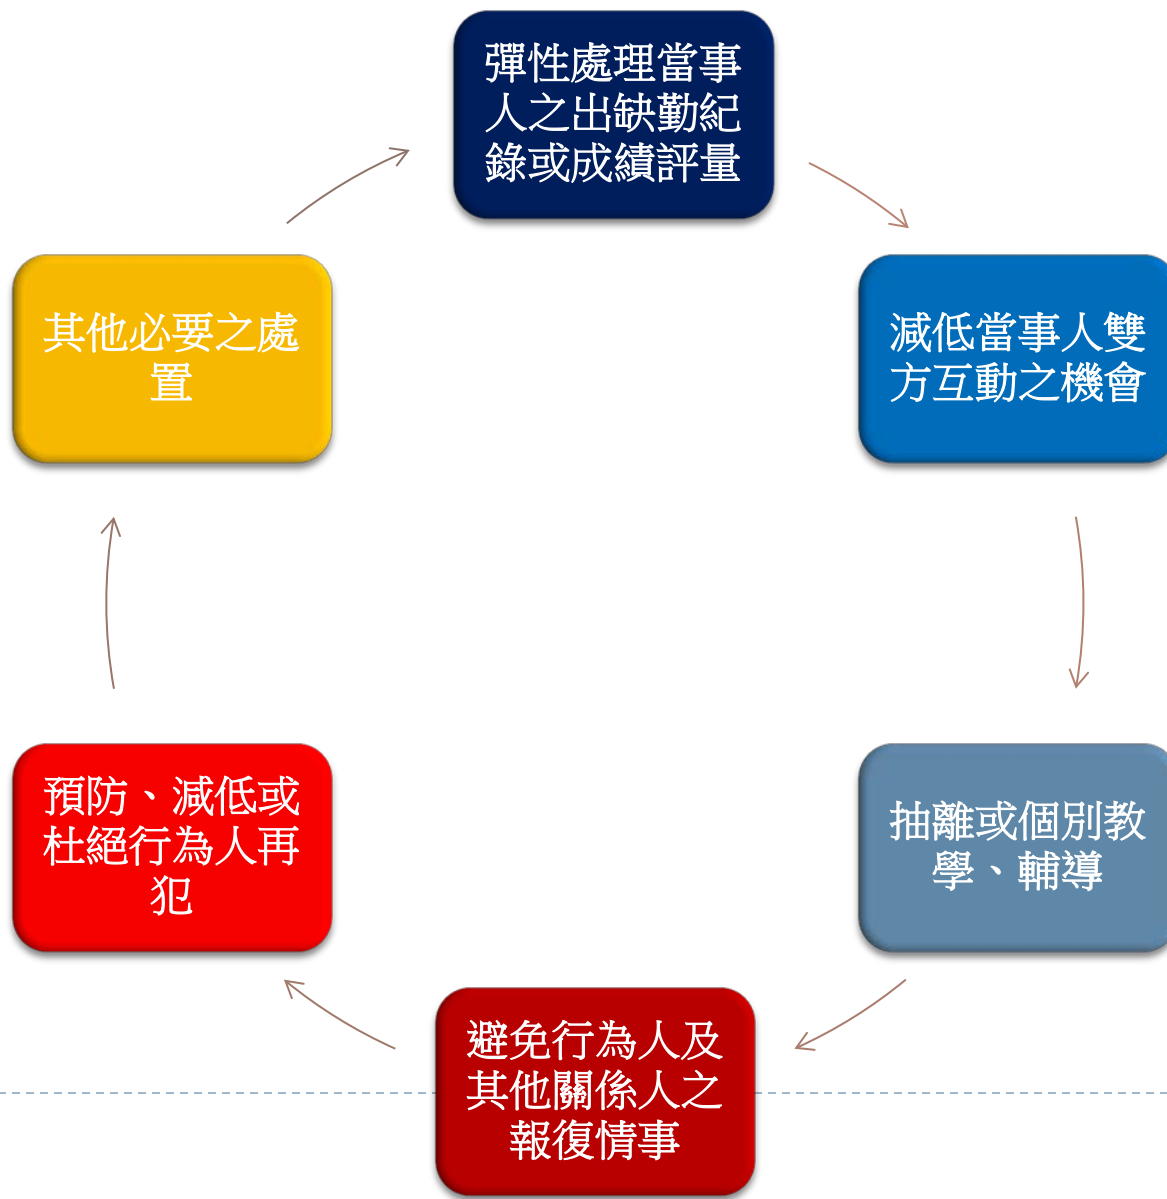 彈性處理當事
人之出缺勤紀
錄或成績評量
減低當事人雙
方互動之機會
抽離或個別教
學、輔導
避免行為人及
其他關係人之
報復情事
預防、減低或
杜絕行為人再
犯
其他必要之處
置